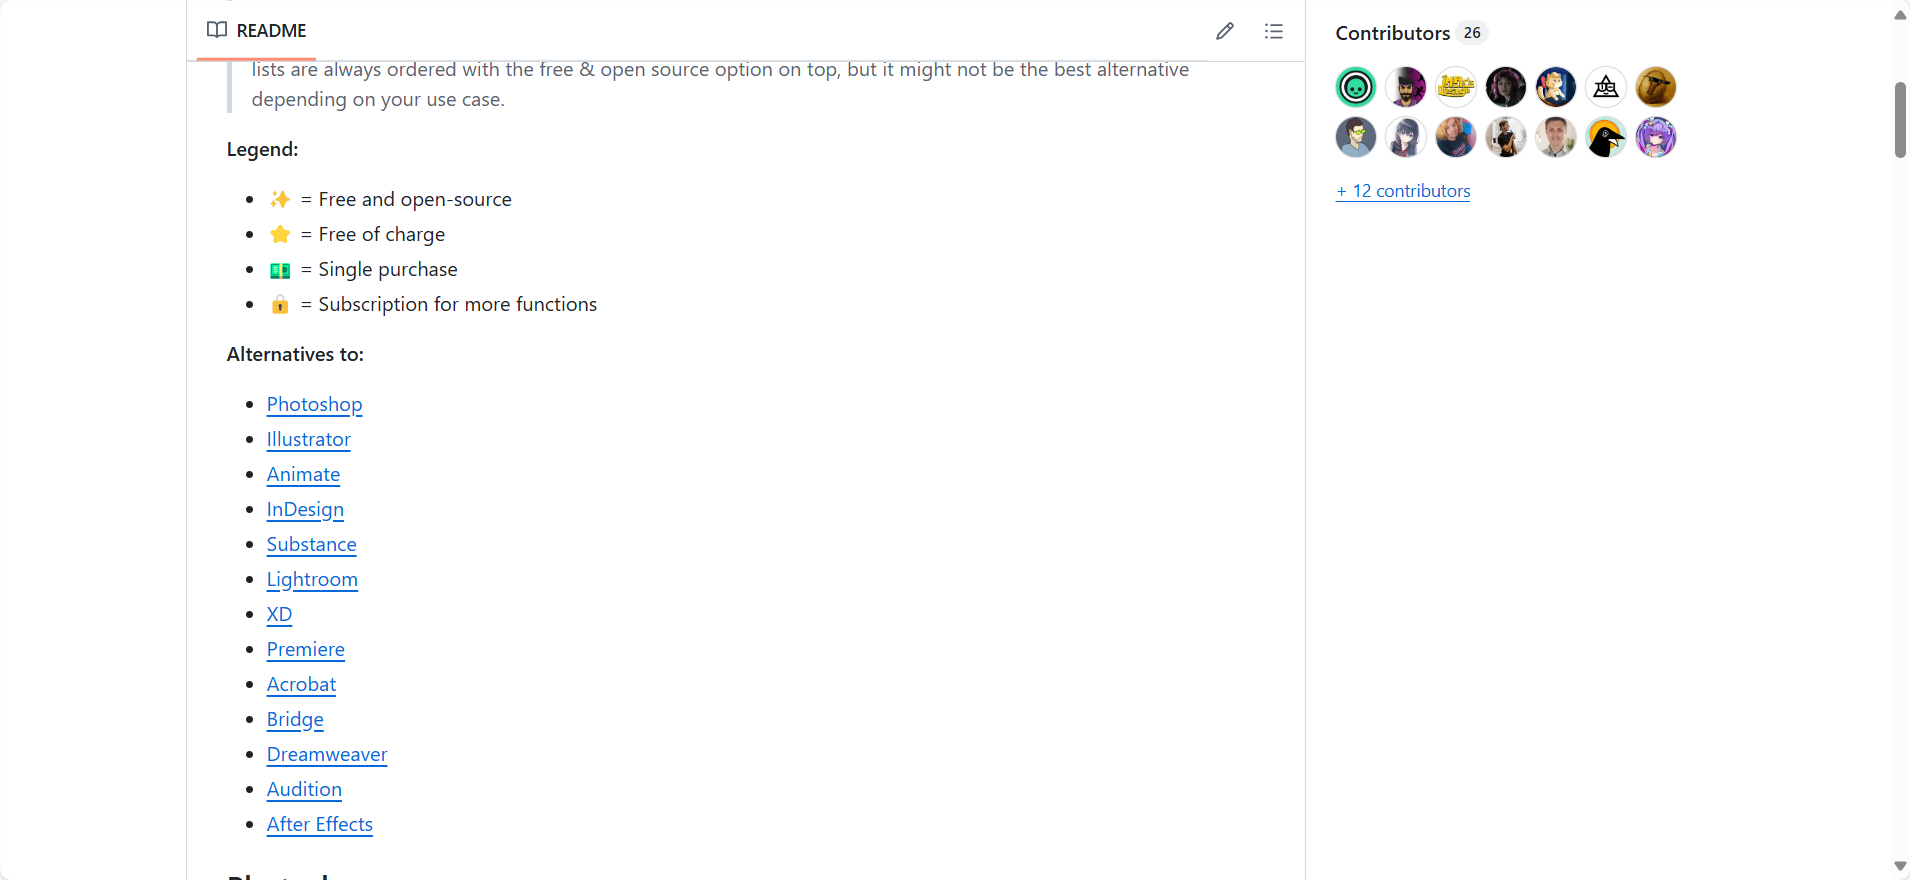 README
lists are always ordered with the free & open source option on top, but it might not be the best alternative
depending on your use case.
Legend:
= Free and open-source
= Free of charge
= Single purchase
= Subscription for more functions
Alternatives to:
Photoshop
Illustrator
Animate
InDesign
Substance
Lightroom
XD
Premiere
Acrobat
Bridge
Dreamweaver
Audition
After Effects
Contributors 26
+ 12 contributors